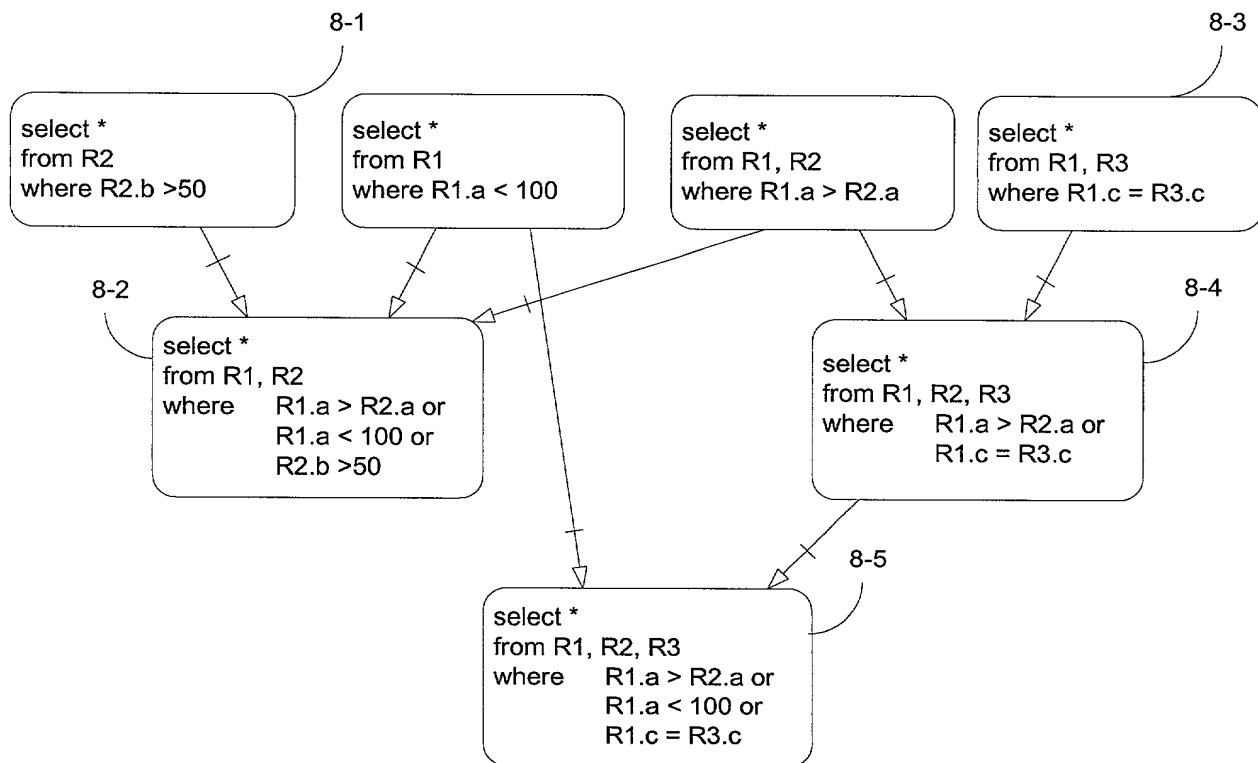 8-1
8-3
select *
from R2
where R2.b >50
select *
from R1
where R1.a < 100
select *
from R1, R2
where R1.a > R2.a
select *
from R1, R3
where R1.c = R3.c
8-2
8-4
select *
from R1, R2
where R1.a > R2.a or
R1.a < 100 or
R2.b >50
select *
from R1, R2, R3
where R1.a > R2.a or
R1.c = R3.c
8-5
select *
from R1, R2, R3
where R1.a > R2.a or
R1.a < 100 or
R1.c = R3.c